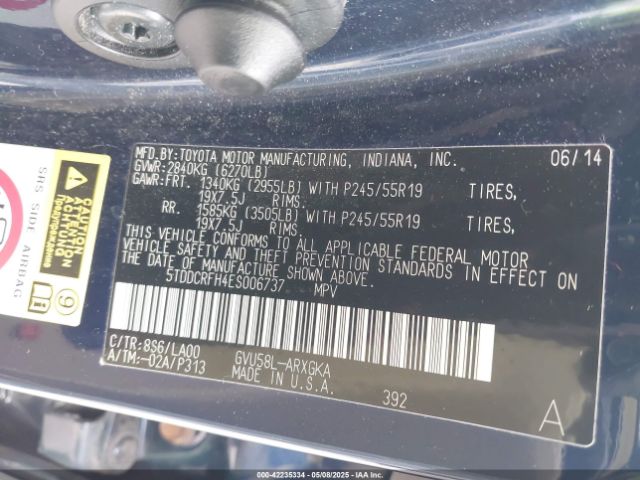 MFD.BY:TOYOTA MOTOR MANUFACTURING, INDIANA, INC. 06/14
GVWR:2840KG (6270LB)
GAWR:FRT. 1340KG (2955LB) WITH P245/55R19 TIRES,
19X7.5J RIMS.
RR. 1585KG (3505LB) WITH P245/55R19 TIRES,
19X7.5J RIMS
THIS VEHICLE CONFORMS TO ALL APPLICABLE FEDERAL MOTOR
VEHICLE SAFETY AND THEFT PREVENTION STANDARDS IN EFFECT ON
THE DATE OF MANUFACTURE SHOWN ABOVE.
5TDDCRFH4ES006737 MPV
C/TR:8S6/LA00 GVU58L-ARXGKA
A/TM:-02A/P313 MADE IN U.S.A.
392
A
SRS SIDE AIRBAG
ACHTUNG
9
i
00-42235334 - 05/08/2025 - IAAI.COM